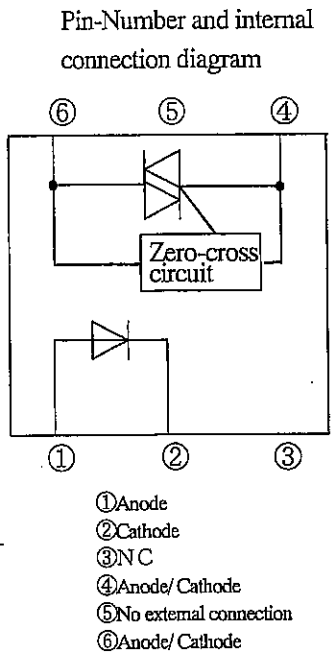 Pin-Number and internal
connection diagram
⑥ ⑤ ④
Zero-cross
circuit
① ② ③
①Anode
②Cathode
③N C
④Anode/ Cathode
⑤No external connection
⑥Anode/ Cathode